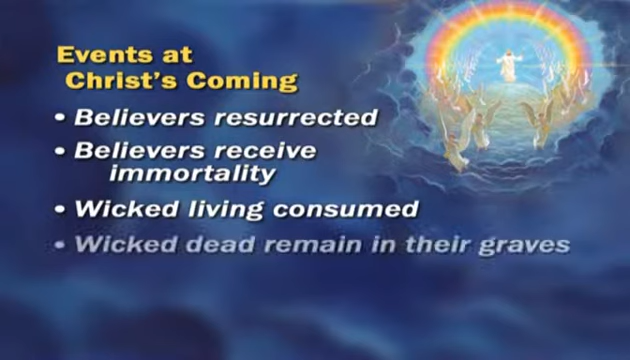 Events at
Christ's Coming
• Believers resurrected
• Believers receive
immortality
• Wicked living consumed
• Wicked dead remain in their graves